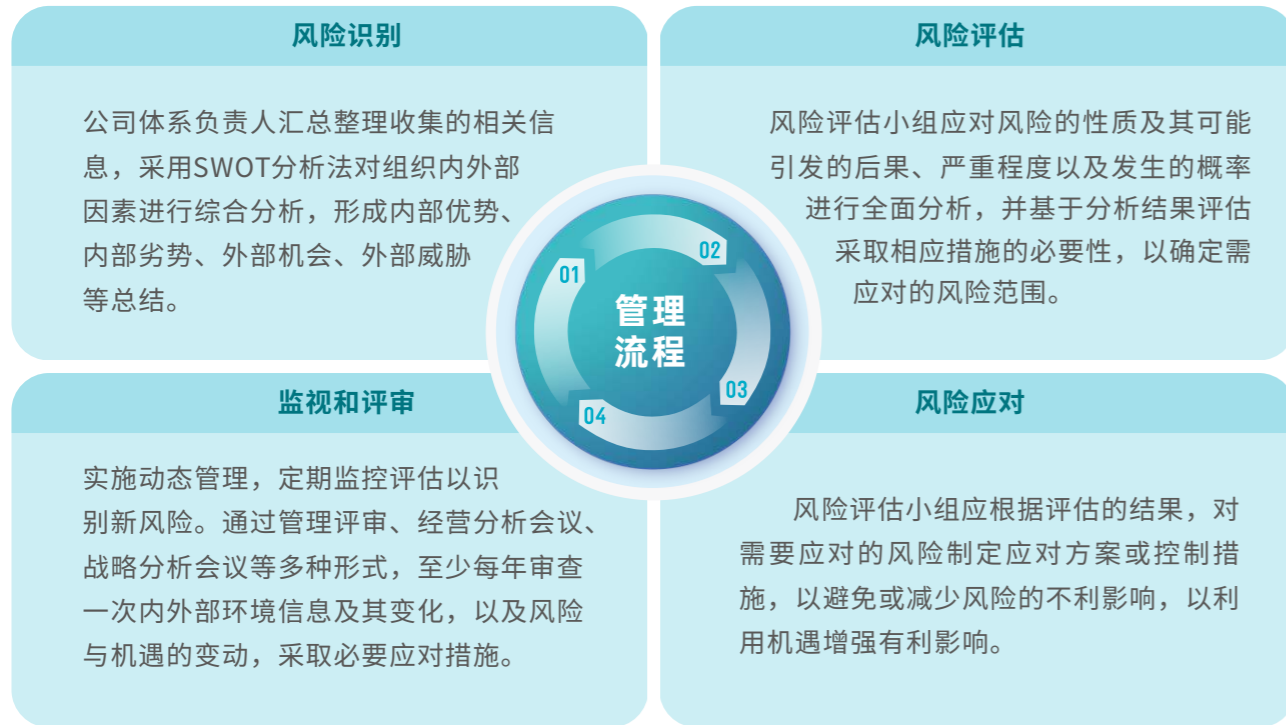 风险识别
公司体系负责人汇总整理收集的相关信
息，采用SWOT分析法对组织内外部
因素进行综合分析，形成内部优势、
内部劣势、外部机会、外部威胁
等总结。
风险评估
风险评估小组应对风险的性质及其可能
引发的后果、严重程度以及发生的概率
进行全面分析，并基于分析结果评估
采取相应措施的必要性，以确定需
应对的风险范围。
01
02
管理
流程
03
04
监视和评审
实施动态管理，定期监控评估以识
别新风险。通过管理评审、经营分析会议、
战略分析会议等多种形式，至少每年审查
一次内外部环境信息及其变化，以及风险
与机遇的变动，采取必要应对措施。
风险应对
风险评估小组应根据评估的结果，对
需要应对的风险制定应对方案或控制措
施，以避免或减少风险的不利影响，以利
用机遇增强有利影响。